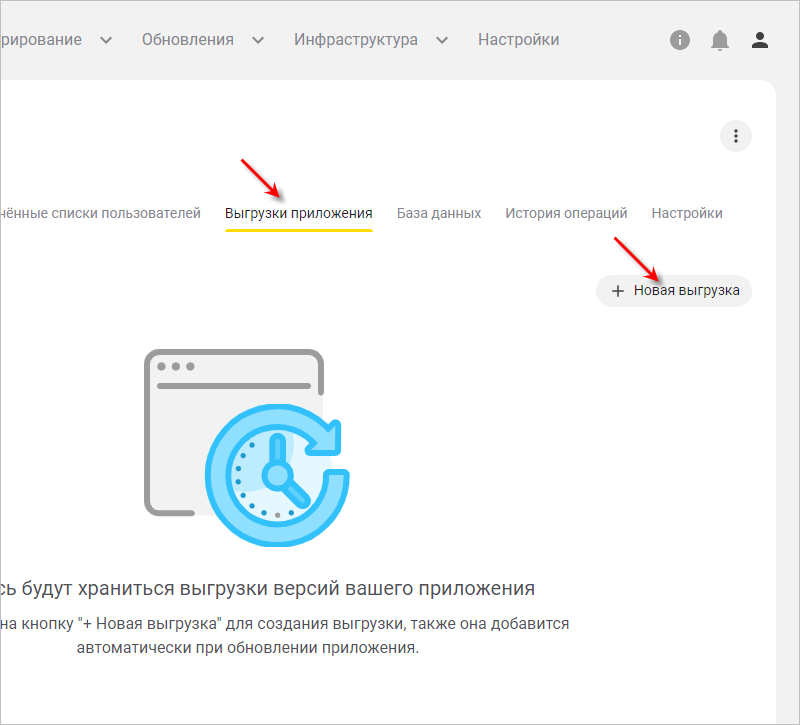 рирование Обновления Инфраструктура Настройки
нённые списки пользователей Выгрузки приложения База данных История операций Настройки
+ Новая выгрузка
сь будут храниться выгрузки версий вашего приложения
на кнопку "+ Новая выгрузка" для создания выгрузки, также она добавится
автоматически при обновлении приложения.